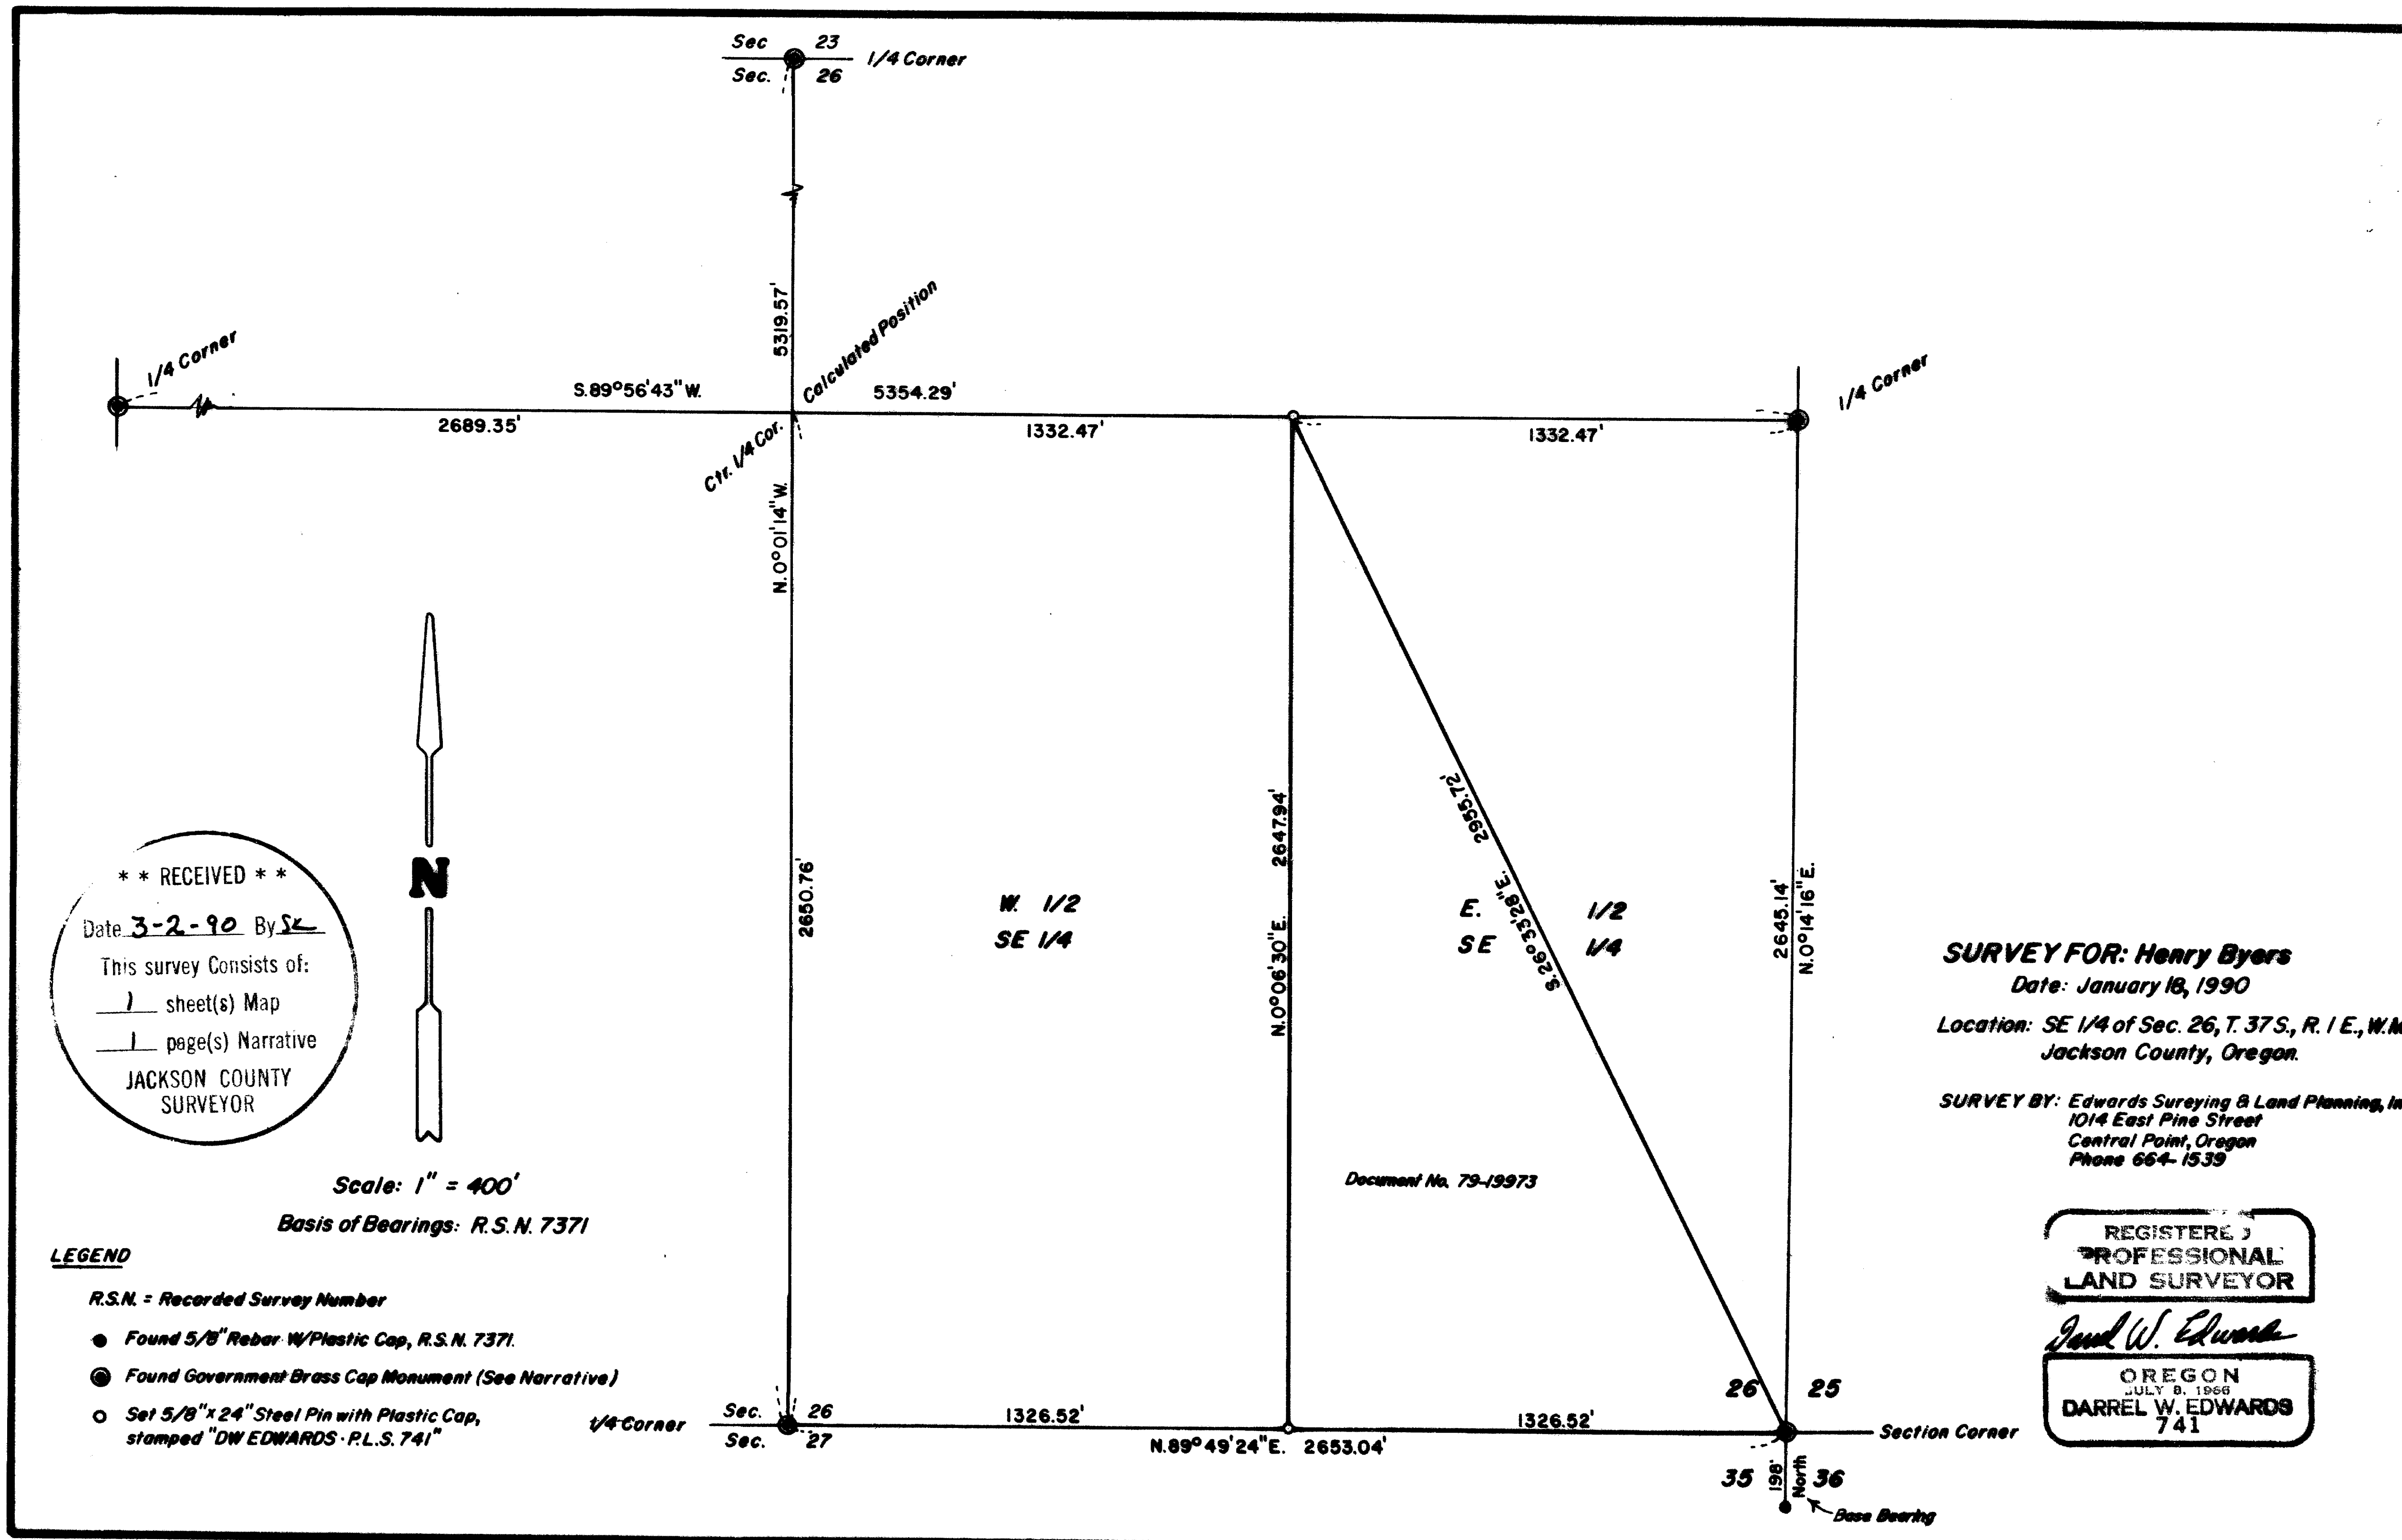 Sec 23
Sec. 26
1/4 Corner
5319.57'
Calculated Position
1/4 Corner
S.89°56'43"W.
5354.29'
1/4 Corner
2689.35'
1332.47'
1332.47'
Ctr. 1/4 Cor.
N.0°01'14"W.
2650.76'
N.0°06'30"E. 2647.94'
2955.72'
S.26°33'28"E.
2645.14'
N.0°14'16"E.
W. 1/2
SE 1/4
E. 1/2
SE 1/4
N
* * RECEIVED * *
Date 3-2-90 By SK
This survey Consists of:
1 sheet(s) Map
1 page(s) Narrative
JACKSON COUNTY
SURVEYOR
Scale: 1" = 400'
Basis of Bearings: R.S.N. 7371
LEGEND
R.S.N. = Recorded Survey Number
Found 5/8" Rebar W/Plastic Cap, R.S.N. 7371.
Found Government Brass Cap Monument (See Narrative)
Set 5/8" x 24" Steel Pin with Plastic Cap,
stamped "DW EDWARDS · P.L.S. 741"
1/4 Corner
Sec. 26
Sec. 27
1326.52'
1326.52'
N.89°49'24"E. 2653.04'
Document No. 79-19973
26 25
Section Corner
35 36
198'
North
Base Bearing
SURVEY FOR: Henry Byers
Date: January 18, 1990
Location: SE 1/4 of Sec. 26, T. 37 S., R. 1 E., W.M
Jackson County, Oregon.
SURVEY BY: Edwards Sureying & Land Planning, In
1014 East Pine Street
Central Point, Oregon
Phone 664-1539
REGISTERED
PROFESSIONAL
LAND SURVEYOR
Darrel W. Edwards
OREGON
JULY 8, 1966
DARREL W. EDWARDS
741